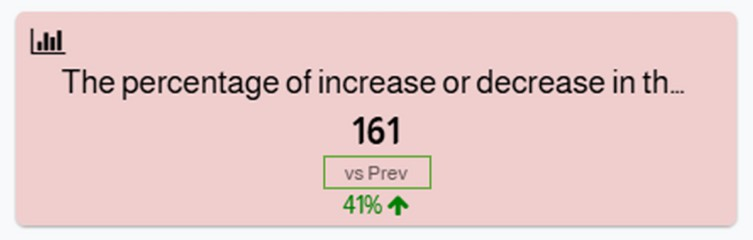 The percentage of increase or decrease in th...
161
vs Prev
41%